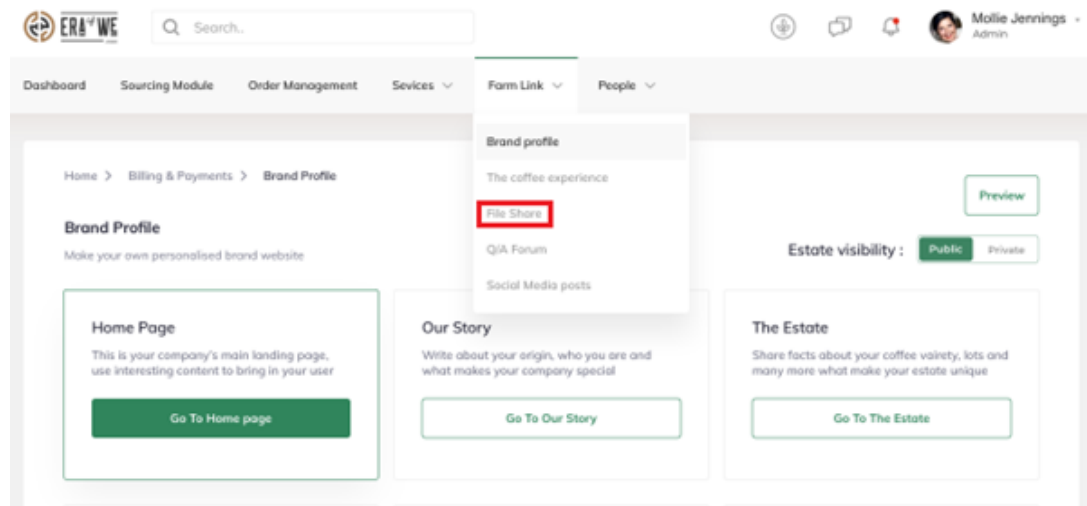 ERA OF WE
Search..
Mollie Jennings
Admin
Dashboard Sourcing Module Order Management Sevices Farm Link People
Brand profile
The coffee experience
File Share
Q/A Forum
Social Media posts
Home > Billing & Payments > Brand Profile
Preview
Brand Profile
Make your own personalised brand website
Estate visibility : Public Private
Home Page
This is your company's main landing page,
use interesting content to bring in your user
Go To Home page
Our Story
Write about your origin, who you are and
what makes your company special
Go To Our Story
The Estate
Share facts about your coffee vairety, lots and
many more what make your estate unique
Go To The Estate